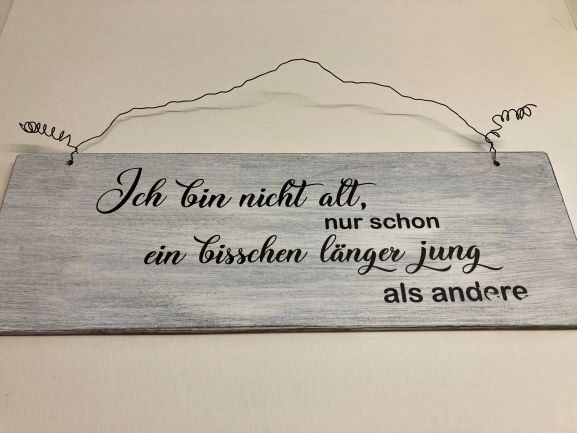 Ich bin nicht alt,
nur schon
ein bisschen länger jung
als andere